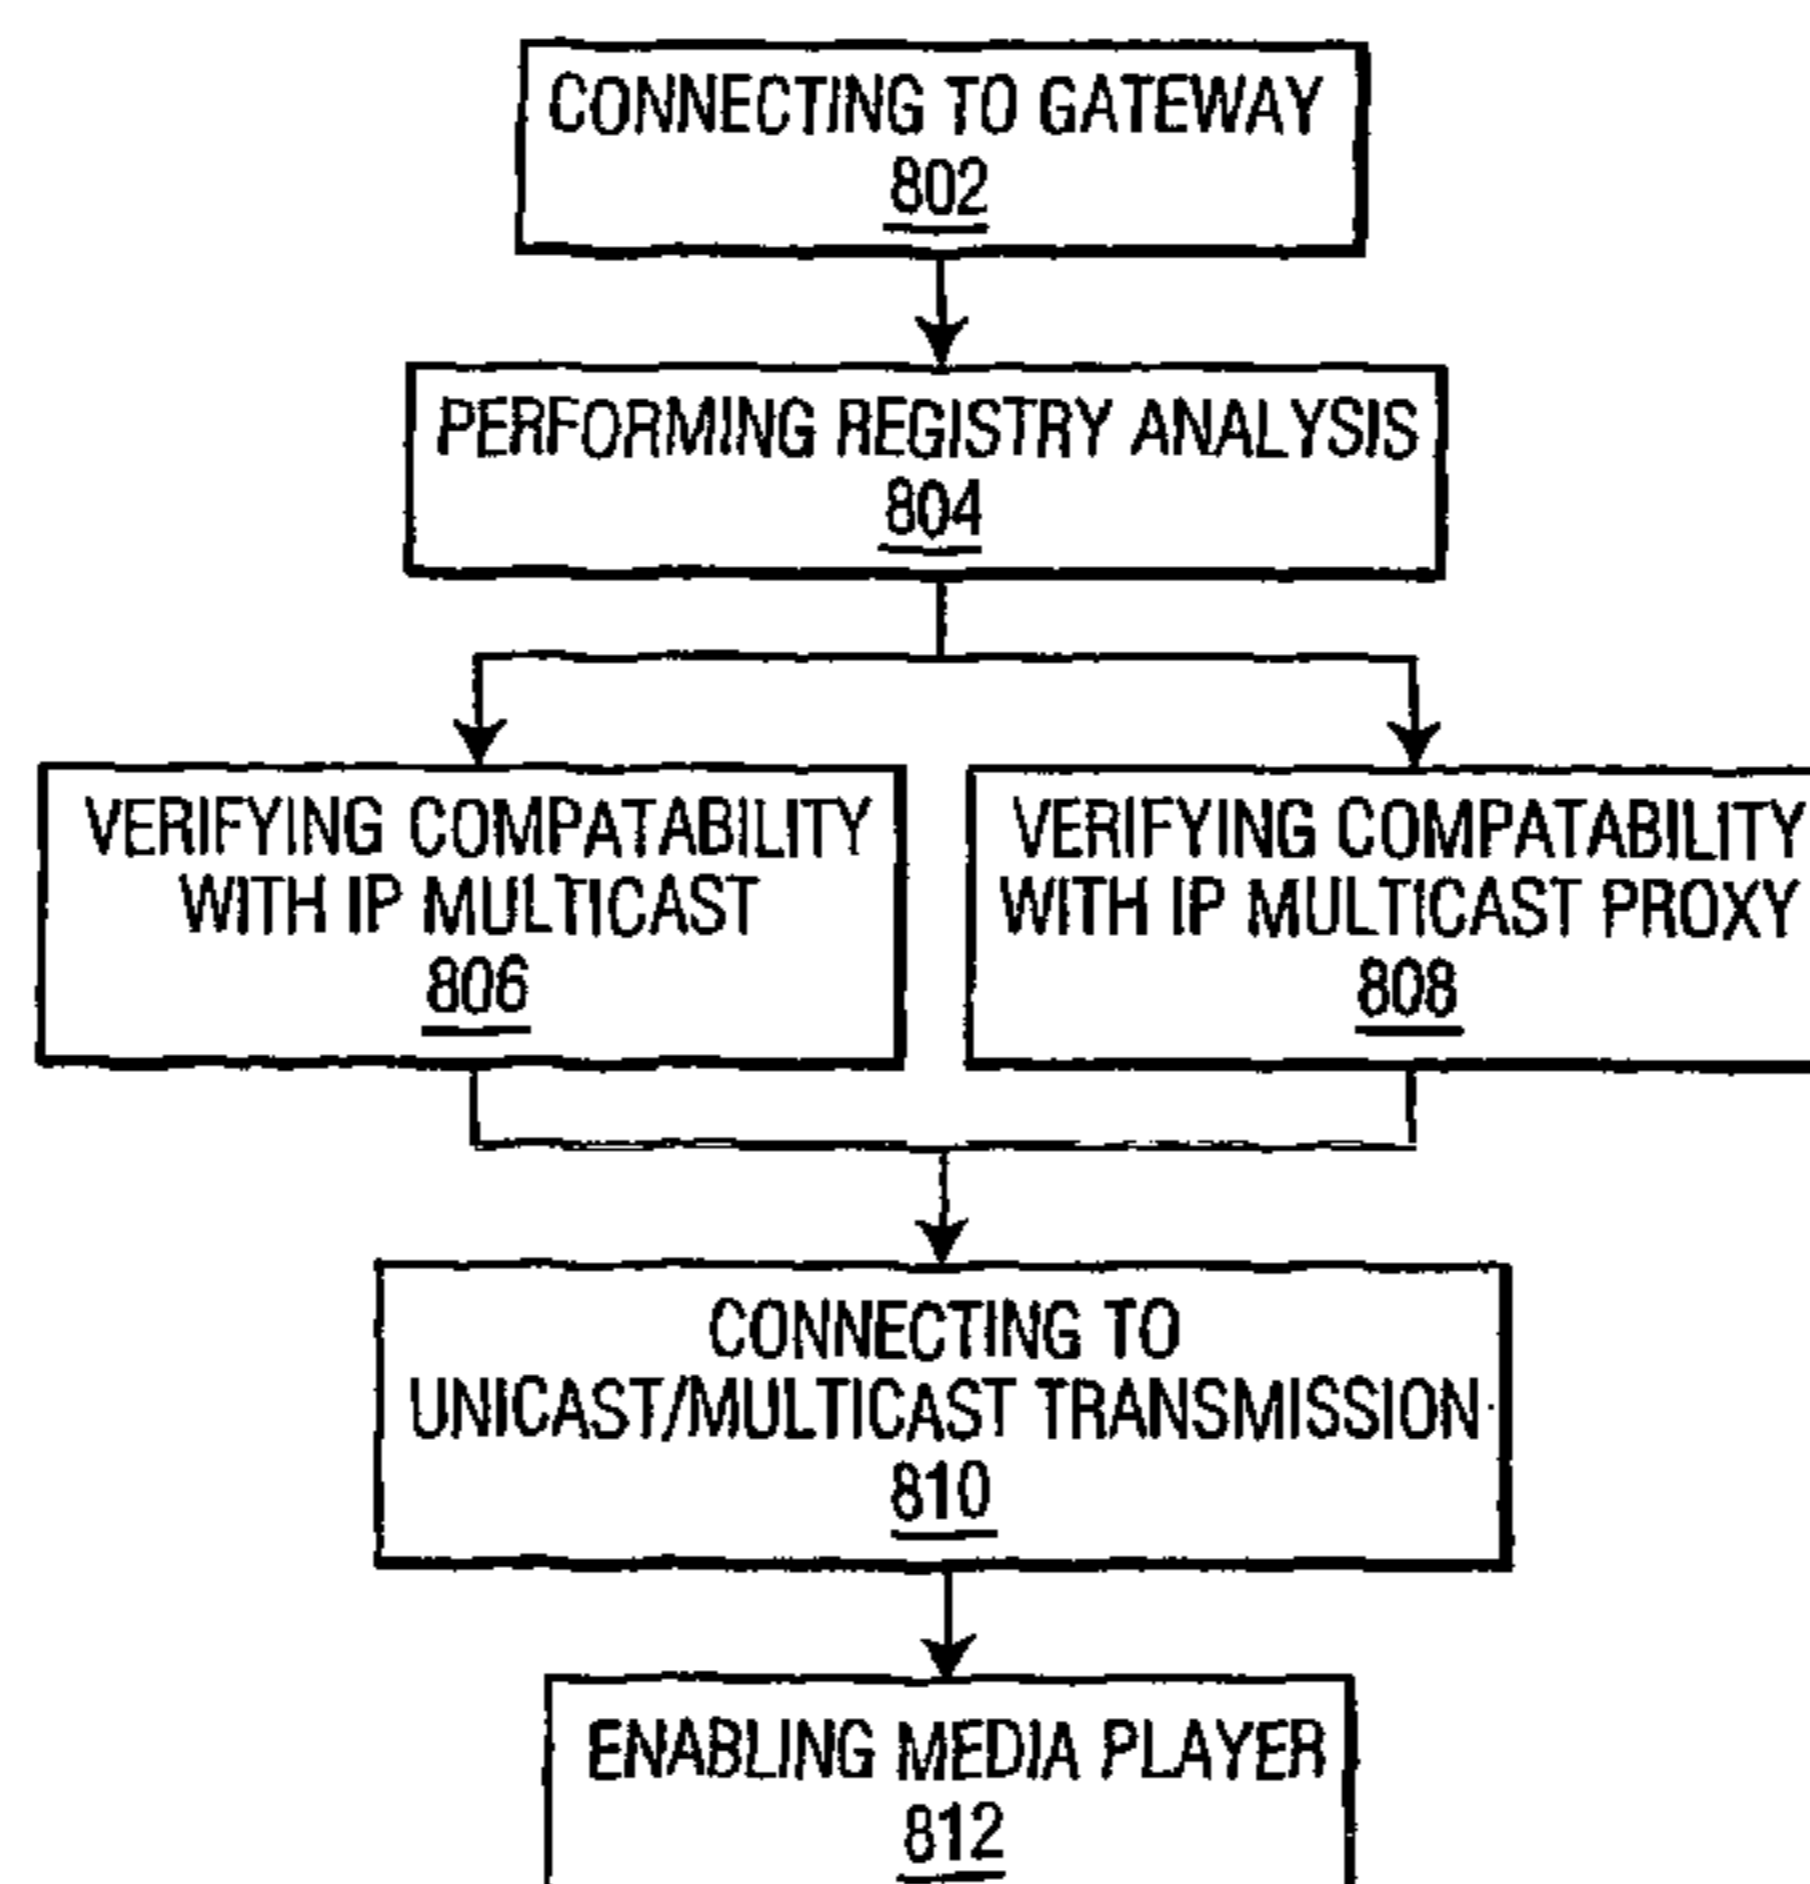 CONNECTING TO GATEWAY
802
PERFORMING REGISTRY ANALYSIS
804
VERIFYING COMPATABILITY
WITH IP MULTICAST
806
VERIFYING COMPATABILITY
WITH IP MULTICAST PROXY
808
CONNECTING TO
UNICAST/MULTICAST TRANSMISSION
810
ENABLING MEDIA PLAYER
812